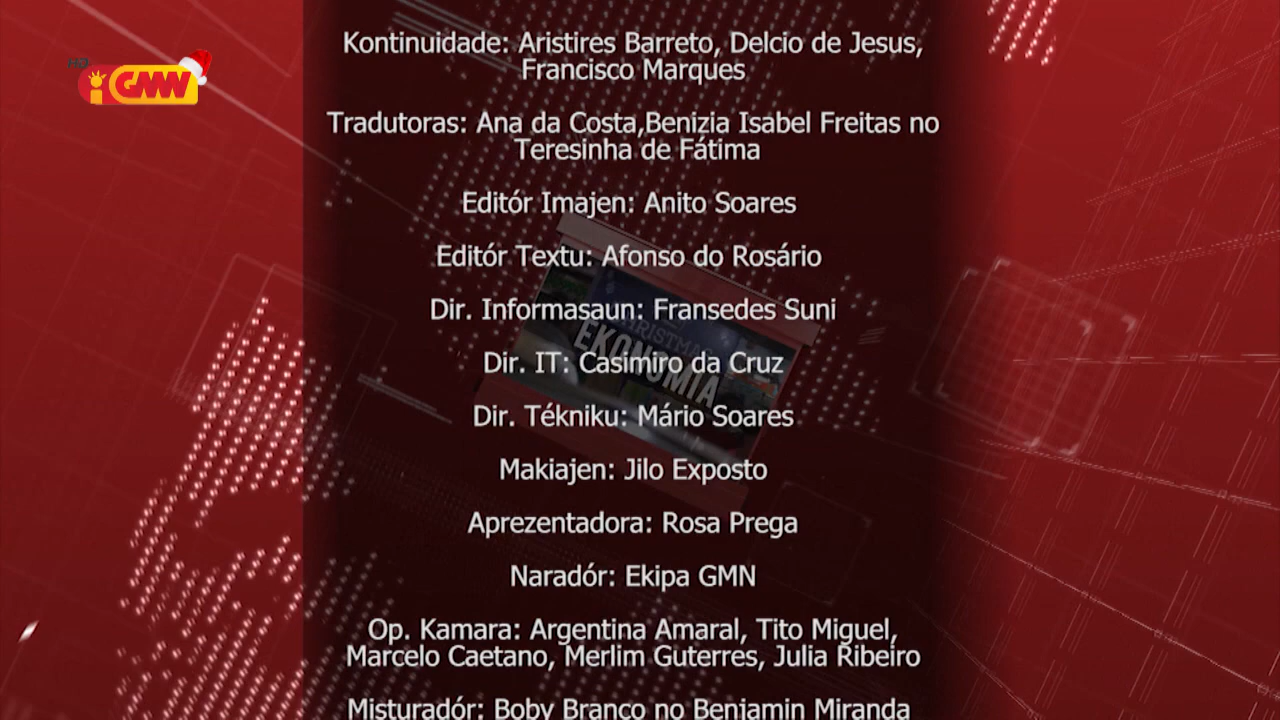 HD
GMN
Kontinuidade: Aristires Barreto, Delcio de Jesus,
Francisco Marques
Tradutoras: Ana da Costa,Benizia Isabel Freitas no
Teresinha de Fátima
Editór Imajen: Anito Soares
Editór Textu: Afonso do Rosário
Dir. Informasaun: Fransedes Suni
CHRISTMAS
EKONOMIA
Dir. IT: Casimiro da Cruz
Dir. Tékniku: Mário Soares
Makiajen: Jilo Exposto
Aprezentadora: Rosa Prega
Naradór: Ekipa GMN
Op. Kamara: Argentina Amaral, Tito Miguel,
Marcelo Caetano, Merlim Guterres, Julia Ribeiro
Misturadór: Boby Branco no Benjamin Miranda